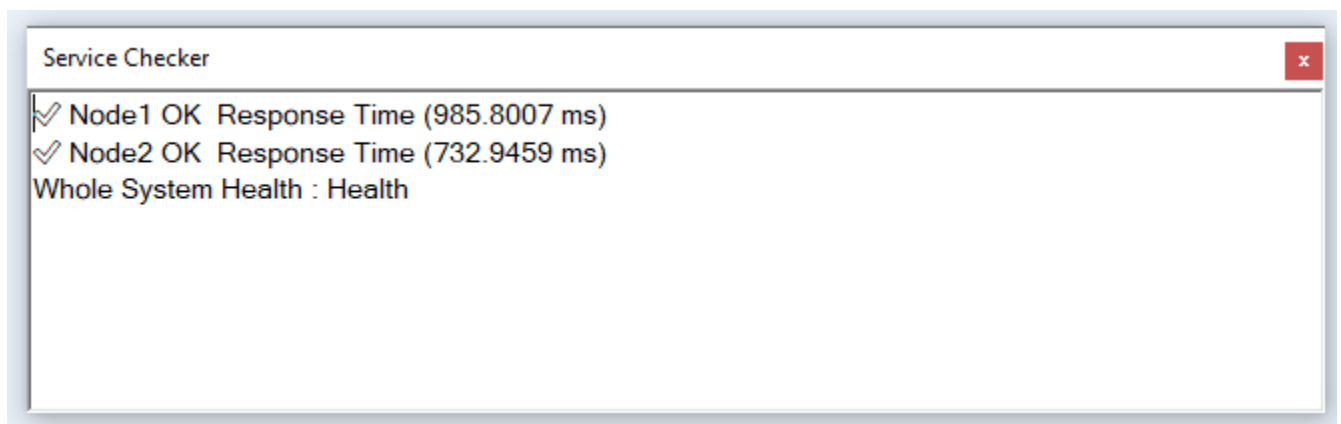 Service Checker
x
✓ Node1 OK  Response Time (985.8007 ms)
✓ Node2 OK  Response Time (732.9459 ms)
Whole System Health : Health